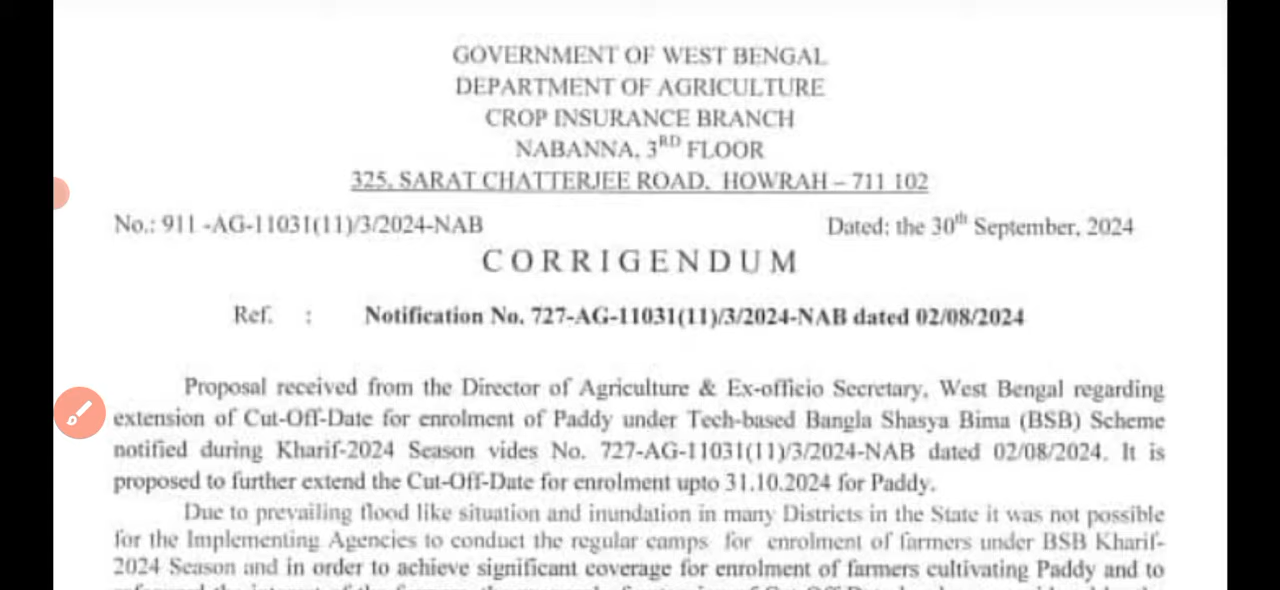 GOVERNMENT OF WEST BENGAL
DEPARTMENT OF AGRICULTURE
CROP INSURANCE BRANCH
NABANNA, 3RD FLOOR
325, SARAT CHATTERJEE ROAD, HOWRAH – 711 102
No.: 911 -AG-11031(11)/3/2024-NAB Dated: the 30th September, 2024
CORRIGENDUM
Ref. : Notification No. 727-AG-11031(11)/3/2024-NAB dated 02/08/2024
Proposal received from the Director of Agriculture & Ex-officio Secretary, West Bengal regarding
extension of Cut-Off-Date for enrolment of Paddy under Tech-based Bangla Shasya Bima (BSB) Scheme
notified during Kharif-2024 Season vides No. 727-AG-11031(11)/3/2024-NAB dated 02/08/2024. It is
proposed to further extend the Cut-Off-Date for enrolment upto 31.10.2024 for Paddy.
Due to prevailing flood like situation and inundation in many Districts in the State it was not possible
for the Implementing Agencies to conduct the regular camps for enrolment of farmers under BSB Kharif-
2024 Season and in order to achieve significant coverage for enrolment of farmers cultivating Paddy and to